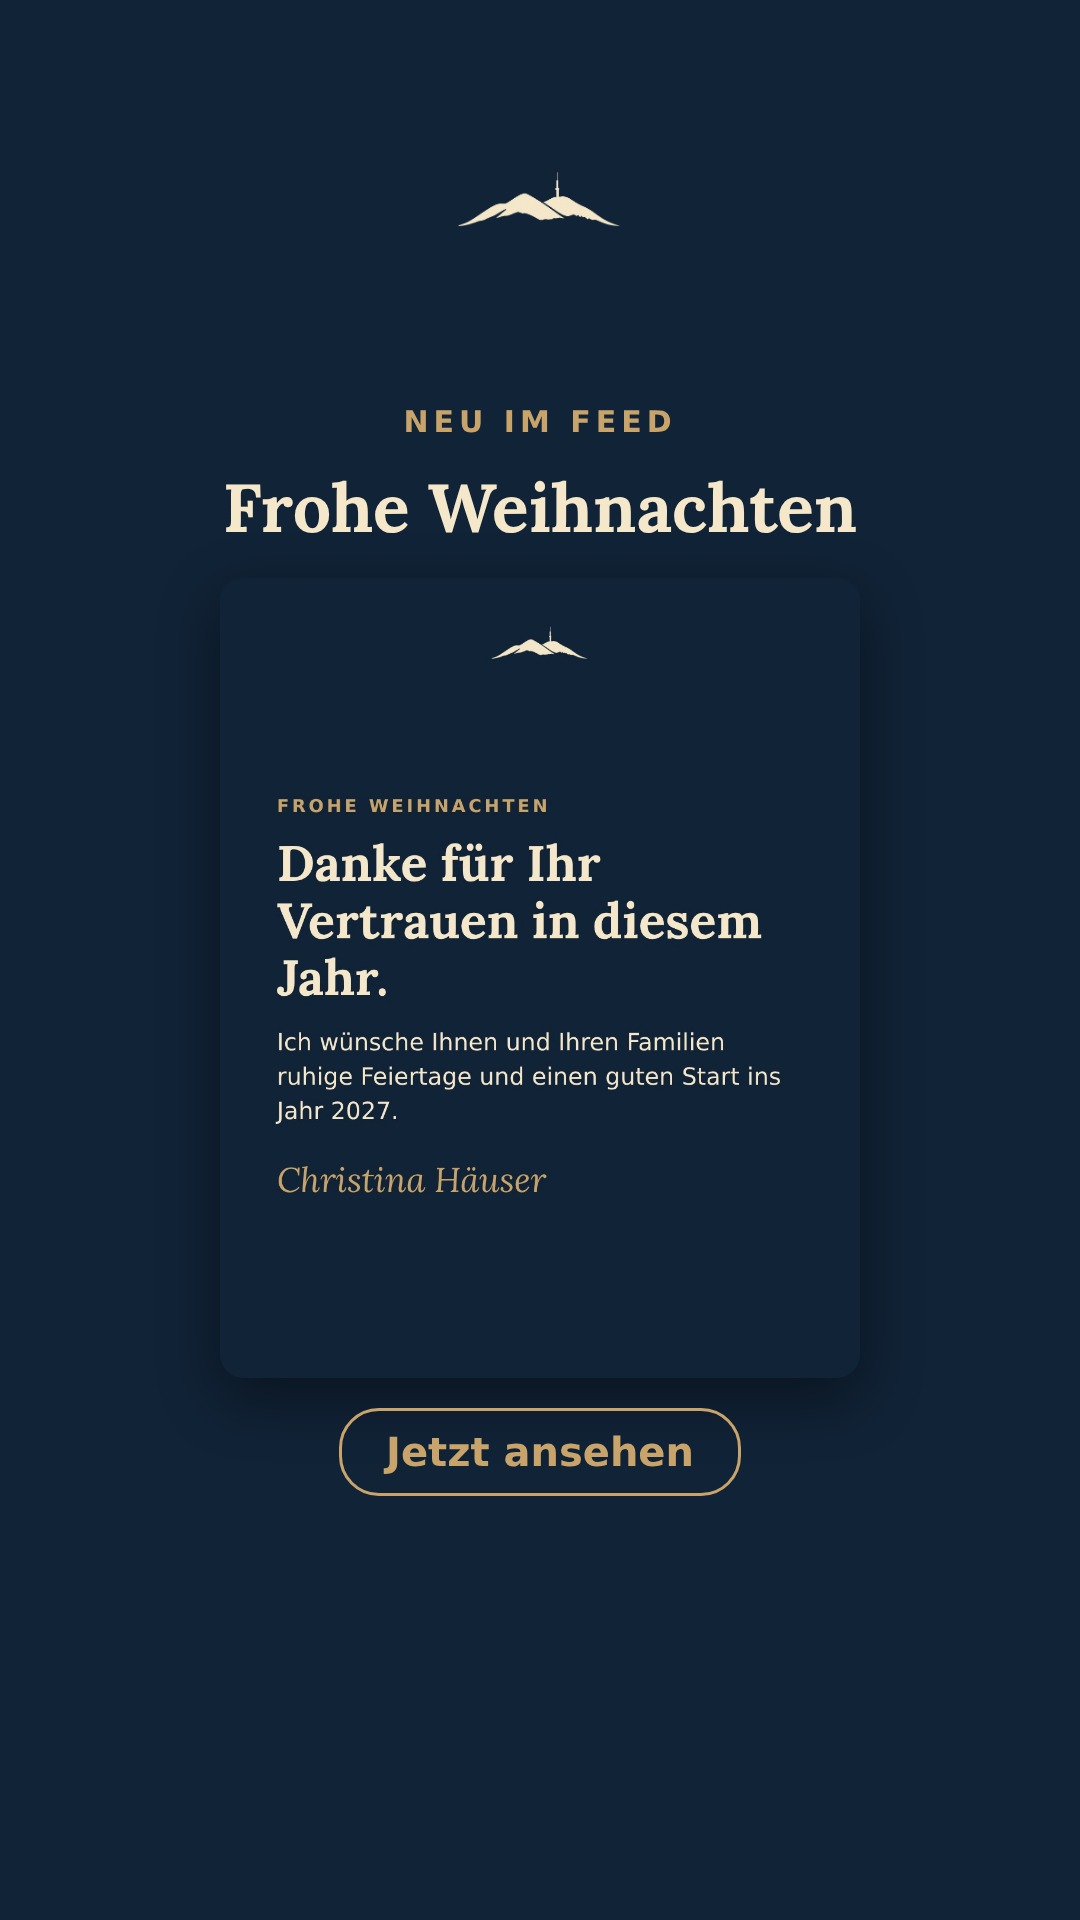 NEU IM FEED
Frohe Weihnachten
FROHE WEIHNACHTEN
Danke für Ihr
Vertrauen in diesem
Jahr.
Ich wünsche Ihnen und Ihren Familien
ruhige Feiertage und einen guten Start ins
Jahr 2027.
Christina Häuser
Jetzt ansehen